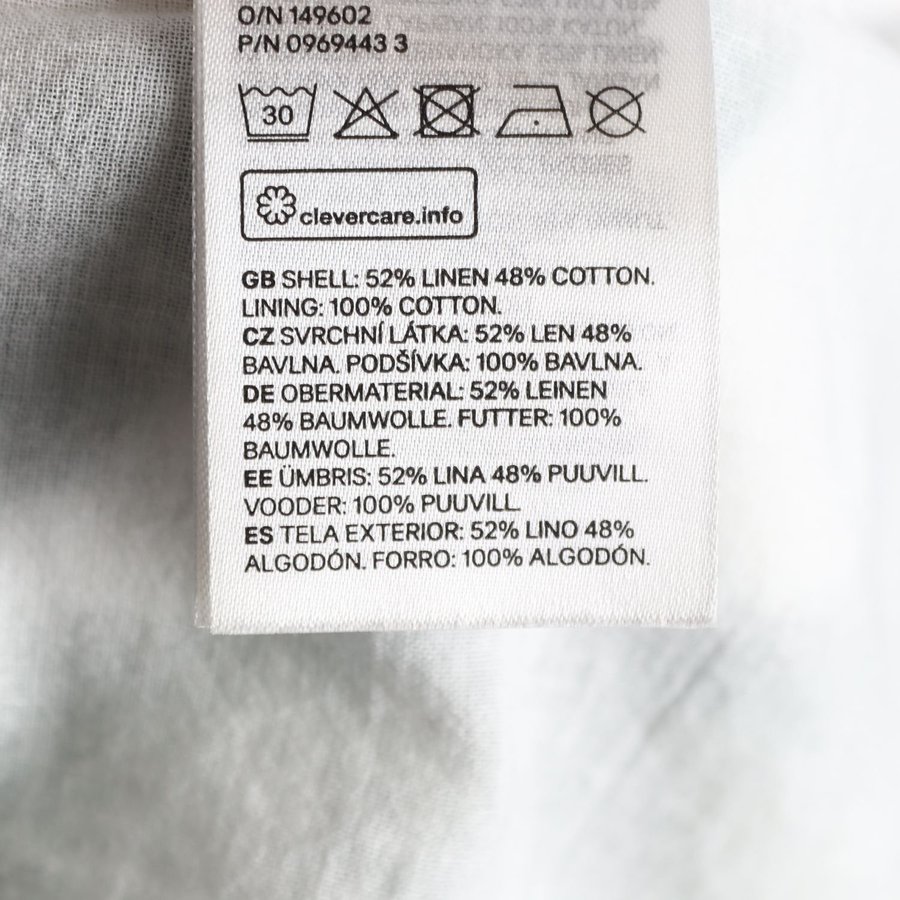 O/N 149602
P/N 0969443 3
30
clevercare.info
GB SHELL: 52% LINEN 48% COTTON.
LINING: 100% COTTON.
CZ SVRCHNÍ LÁTKA: 52% LEN 48%
BAVLNA. PODŠÍVKA: 100% BAVLNA.
DE OBERMATERIAL: 52% LEINEN
48% BAUMWOLLE. FUTTER: 100%
BAUMWOLLE.
EE ÜMBRIS: 52% LINA 48% PUUVILL.
VOODER: 100% PUUVILL
ES TELA EXTERIOR: 52% LINO 48%
ALGODÓN. FORRO: 100% ALGODÓN.